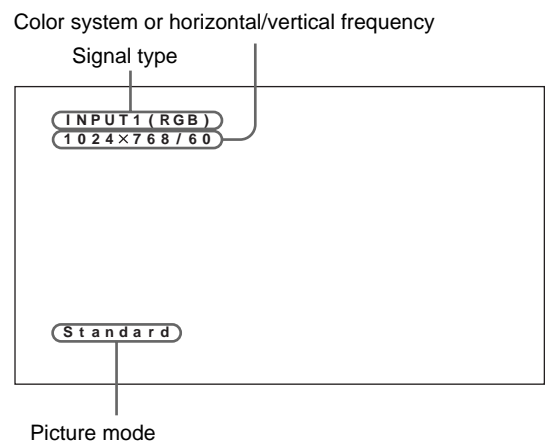 Color system or horizontal/vertical frequency
Signal type
INPUT1(RGB)
1024×768/60
Standard
Picture mode